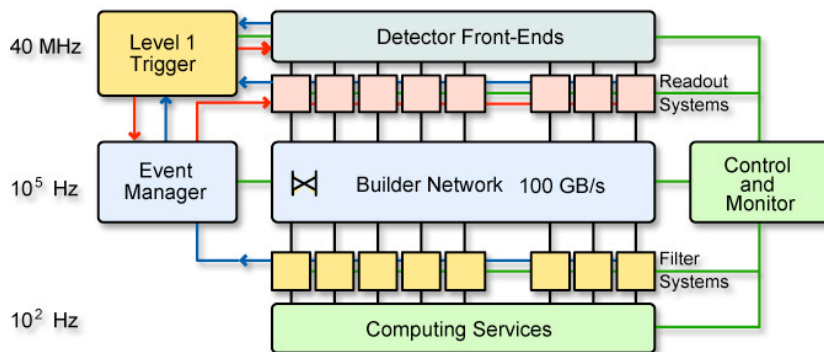 40 MHz
Level 1
Trigger
Detector Front-Ends
Readout
Systems
10⁵ Hz
Event
Manager
Builder Network 100 GB/s
Control
and
Monitor
Filter
Systems
10² Hz
Computing Services